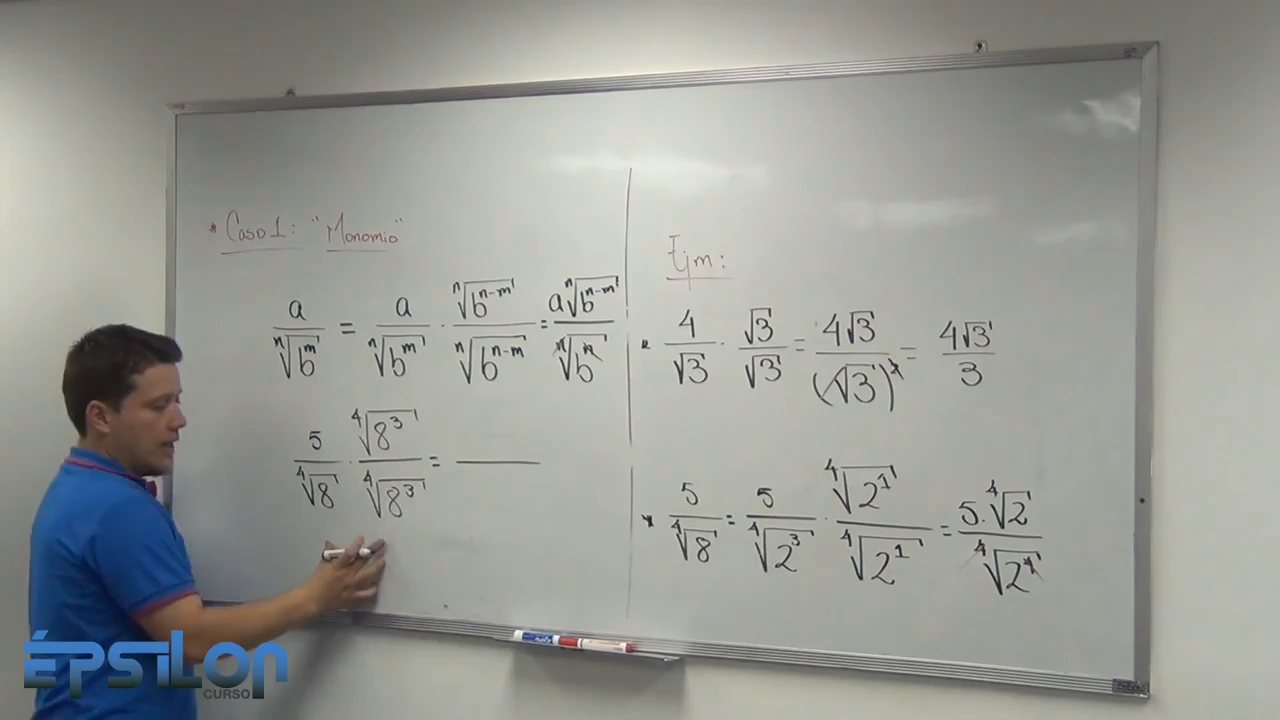 * Caso 1: "Monomio"
a/ⁿ√bᵐ = a/ⁿ√bᵐ · ⁿ√bⁿ⁻ᵐ/ⁿ√bⁿ⁻ᵐ = aⁿ√bⁿ⁻ᵐ/ⁿ√bⁿ
5/⁴√8 · ⁴√8³/⁴√8³ =
Ejm:
4/√3 · √3/√3 = 4√3/(√3)² = 4√3/3
5/⁴√8 = 5/⁴√2³ · ⁴√2¹/⁴√2¹ = 5.⁴√2/⁴√2⁴
ÉPSILON
CURSO